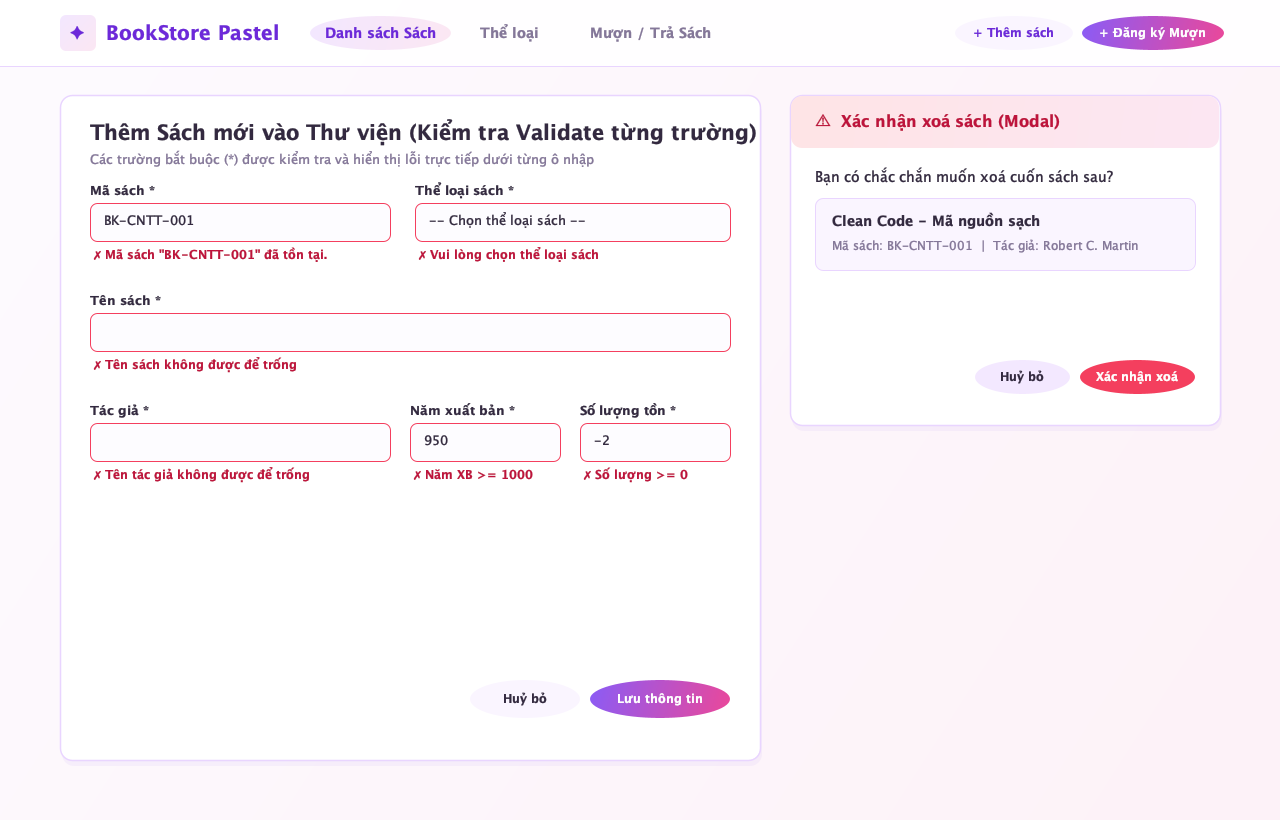 ✦ BookStore Pastel
Danh sách Sách
Thể loại
Mượn / Trả Sách
+ Thêm sách
+ Đăng ký Mượn
Thêm Sách mới vào Thư viện (Kiểm tra Validate từng trường)
Các trường bắt buộc (*) được kiểm tra và hiển thị lỗi trực tiếp dưới từng ô nhập
Mã sách *
Thể loại sách *
BK-CNTT-001
-- Chọn thể loại sách --
✗ Mã sách "BK-CNTT-001" đã tồn tại.
✗ Vui lòng chọn thể loại sách
Tên sách *
✗ Tên sách không được để trống
Tác giả *
Năm xuất bản *
Số lượng tồn *
950
-2
✗ Tên tác giả không được để trống
✗ Năm XB >= 1000
✗ Số lượng >= 0
Huỷ bỏ
Lưu thông tin
⚠ Xác nhận xoá sách (Modal)
Bạn có chắc chắn muốn xoá cuốn sách sau?
Clean Code - Mã nguồn sạch
Mã sách: BK-CNTT-001 | Tác giả: Robert C. Martin
Huỷ bỏ
Xác nhận xoá